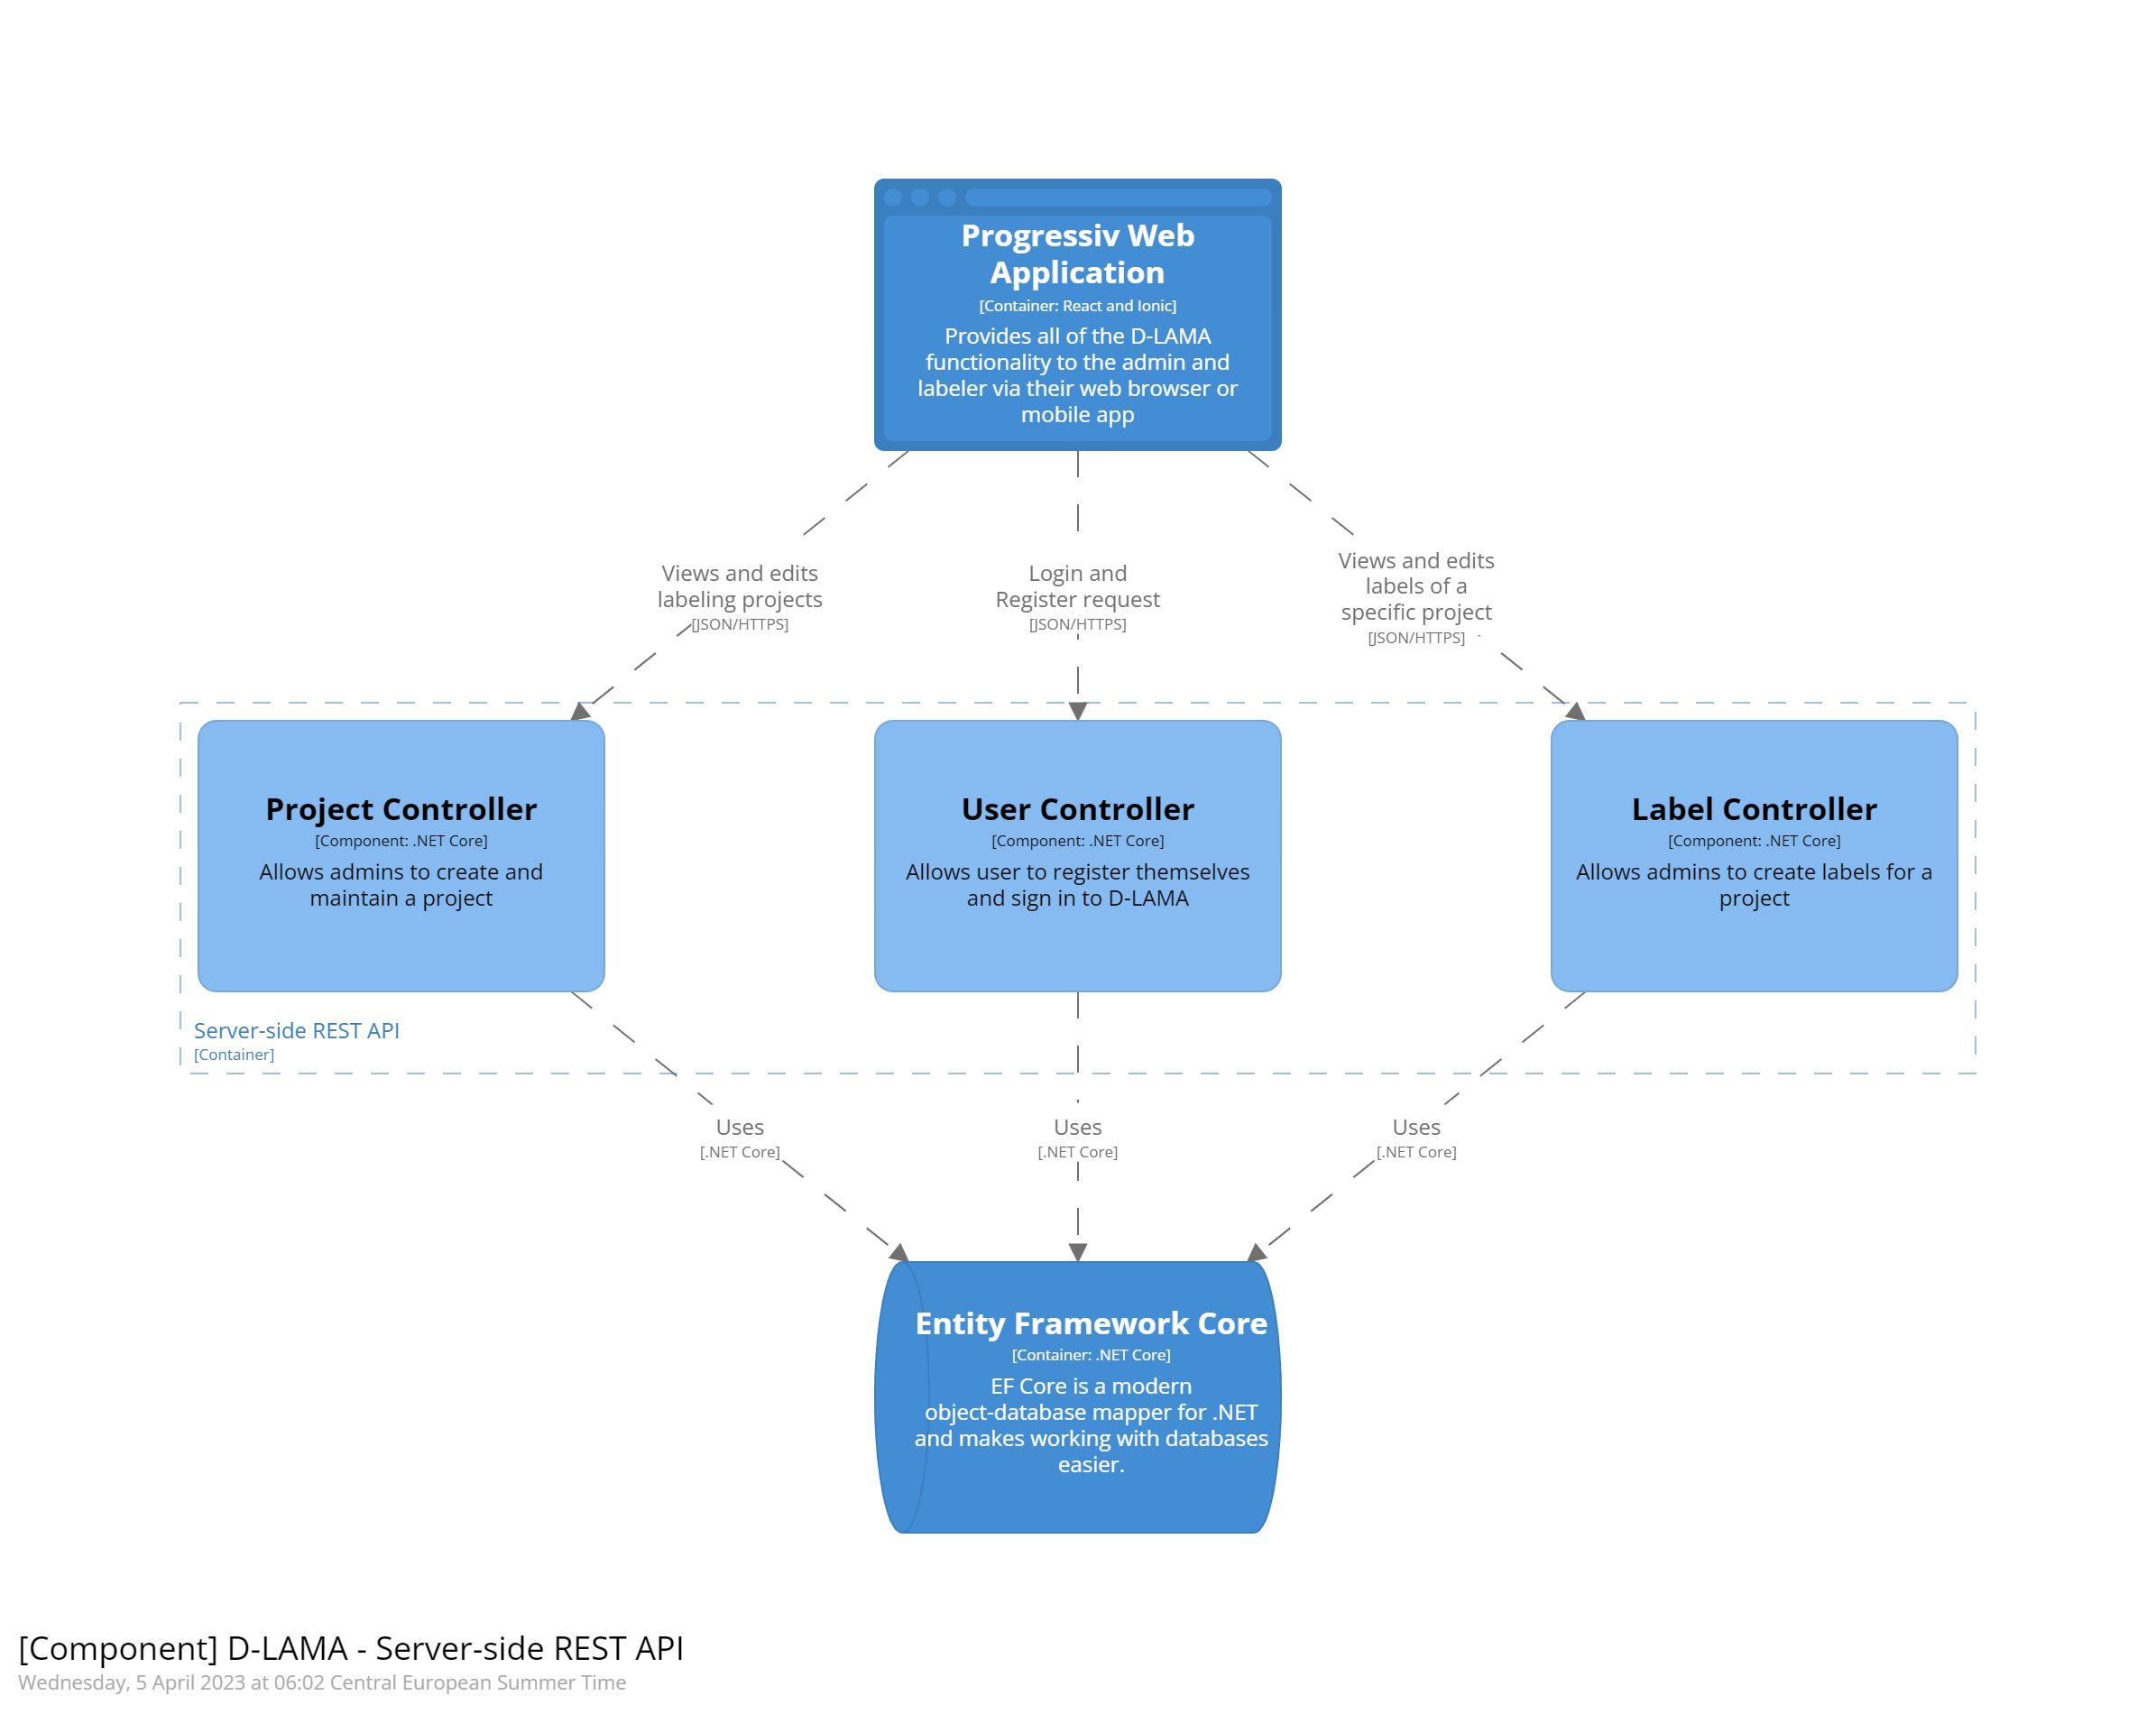 Progressiv Web
Application
[Container: React and Ionic]
Provides all of the D-LAMA
functionality to the admin and
labeler via their web browser or
mobile app
Views and edits
labeling projects
[JSON/HTTPS]
Login and
Register request
[JSON/HTTPS]
Views and edits
labels of a
specific project
[JSON/HTTPS]
Project Controller
[Component: .NET Core]
Allows admins to create and
maintain a project
User Controller
[Component: .NET Core]
Allows user to register themselves
and sign in to D-LAMA
Label Controller
[Component: .NET Core]
Allows admins to create labels for a
project
Server-side REST API
[Container]
Uses
[.NET Core]
Uses
[.NET Core]
Uses
[.NET Core]
Entity Framework Core
[Container: .NET Core]
EF Core is a modern
object-database mapper for .NET
and makes working with databases
easier.
[Component] D-LAMA - Server-side REST API
Wednesday, 5 April 2023 at 06:02 Central European Summer Time